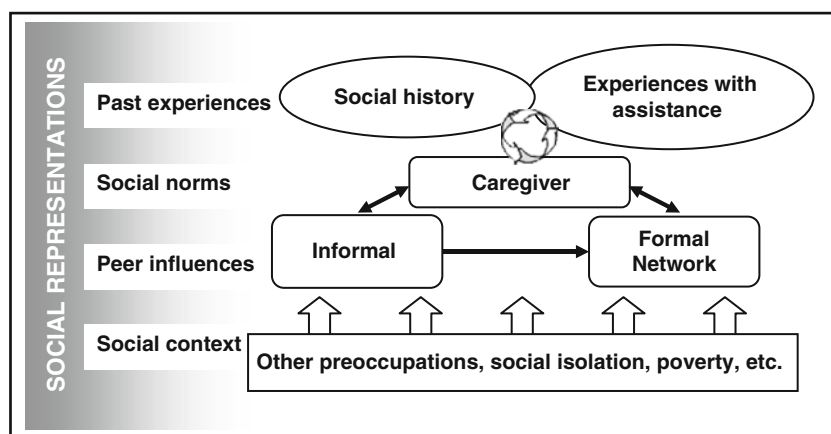 SOCIAL REPRESENTATIONS
Past experiences
Social history
Experiences with
assistance
Social norms
Caregiver
Peer influences
Informal
Formal
Network
Social context
Other preoccupations, social isolation, poverty, etc.